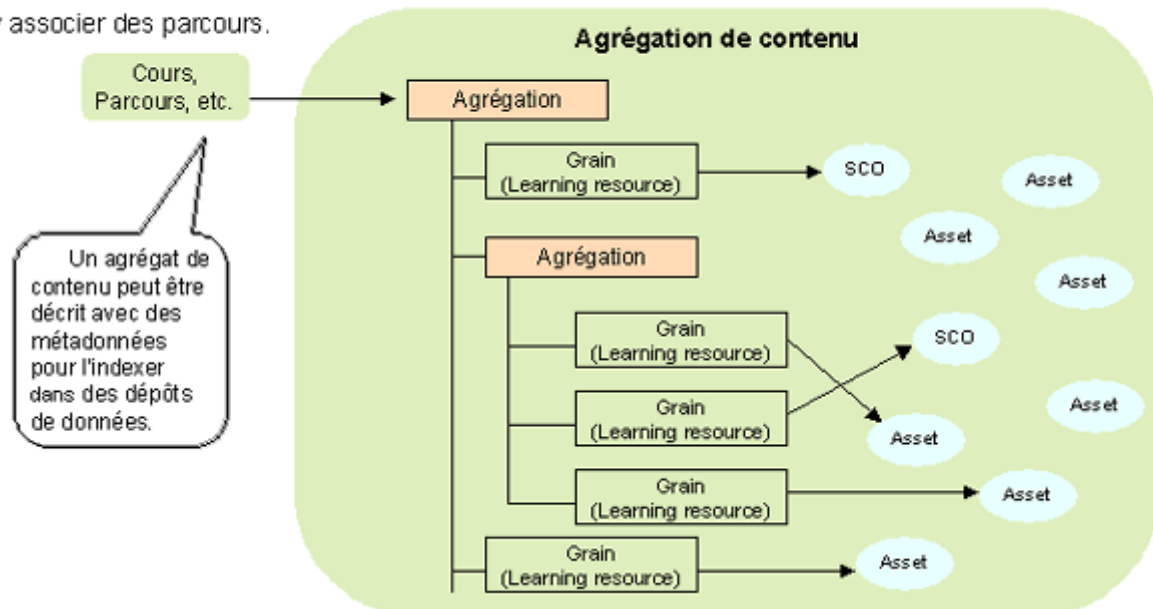 y associer des parcours.
Agrégation de contenu
Cours,
Parcours, etc.
Agrégation
Grain
(Learning resource)
SCO
Asset
Asset
Un agrégat de
contenu peut être
décrit avec des
métadonnées
pour l'indexer
dans des dépôts
de données.
Agrégation
Asset
Grain
(Learning resource)
SCO
Grain
(Learning resource)
Asset
Asset
Grain
(Learning resource)
Asset
Grain
(Learning resource)
Asset